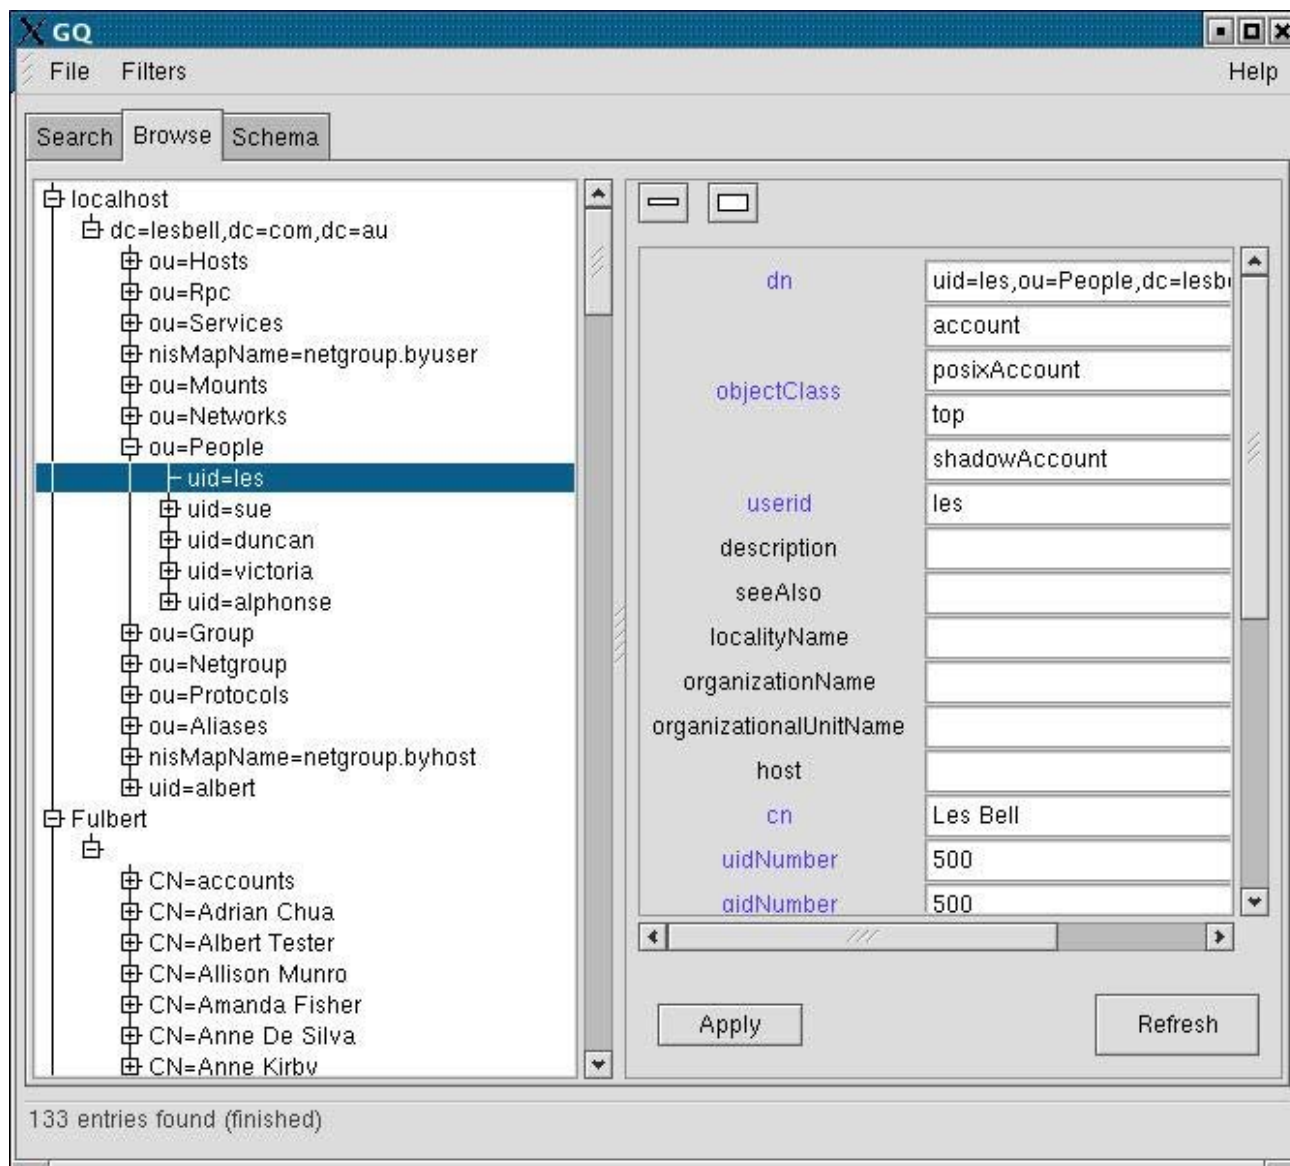 GQ
File Filters Help
Search Browse Schema
localhost
dc=lesbell,dc=com,dc=au
ou=Hosts
ou=Rpc
ou=Services
nisMapName=netgroup.byuser
ou=Mounts
ou=Networks
ou=People
uid=les
uid=sue
uid=duncan
uid=victoria
uid=alphonse
ou=Group
ou=Netgroup
ou=Protocols
ou=Aliases
nisMapName=netgroup.byhost
uid=albert
Fulbert
CN=accounts
CN=Adrian Chua
CN=Albert Tester
CN=Allison Munro
CN=Amanda Fisher
CN=Anne De Silva
CN=Anne Kirby
dn uid=les,ou=People,dc=lesb
account
posixAccount
objectClass
top
shadowAccount
userid les
description
seeAlso
localityName
organizationName
organizationalUnitName
host
cn Les Bell
uidNumber 500
gidNumber 500
Apply Refresh
133 entries found (finished)